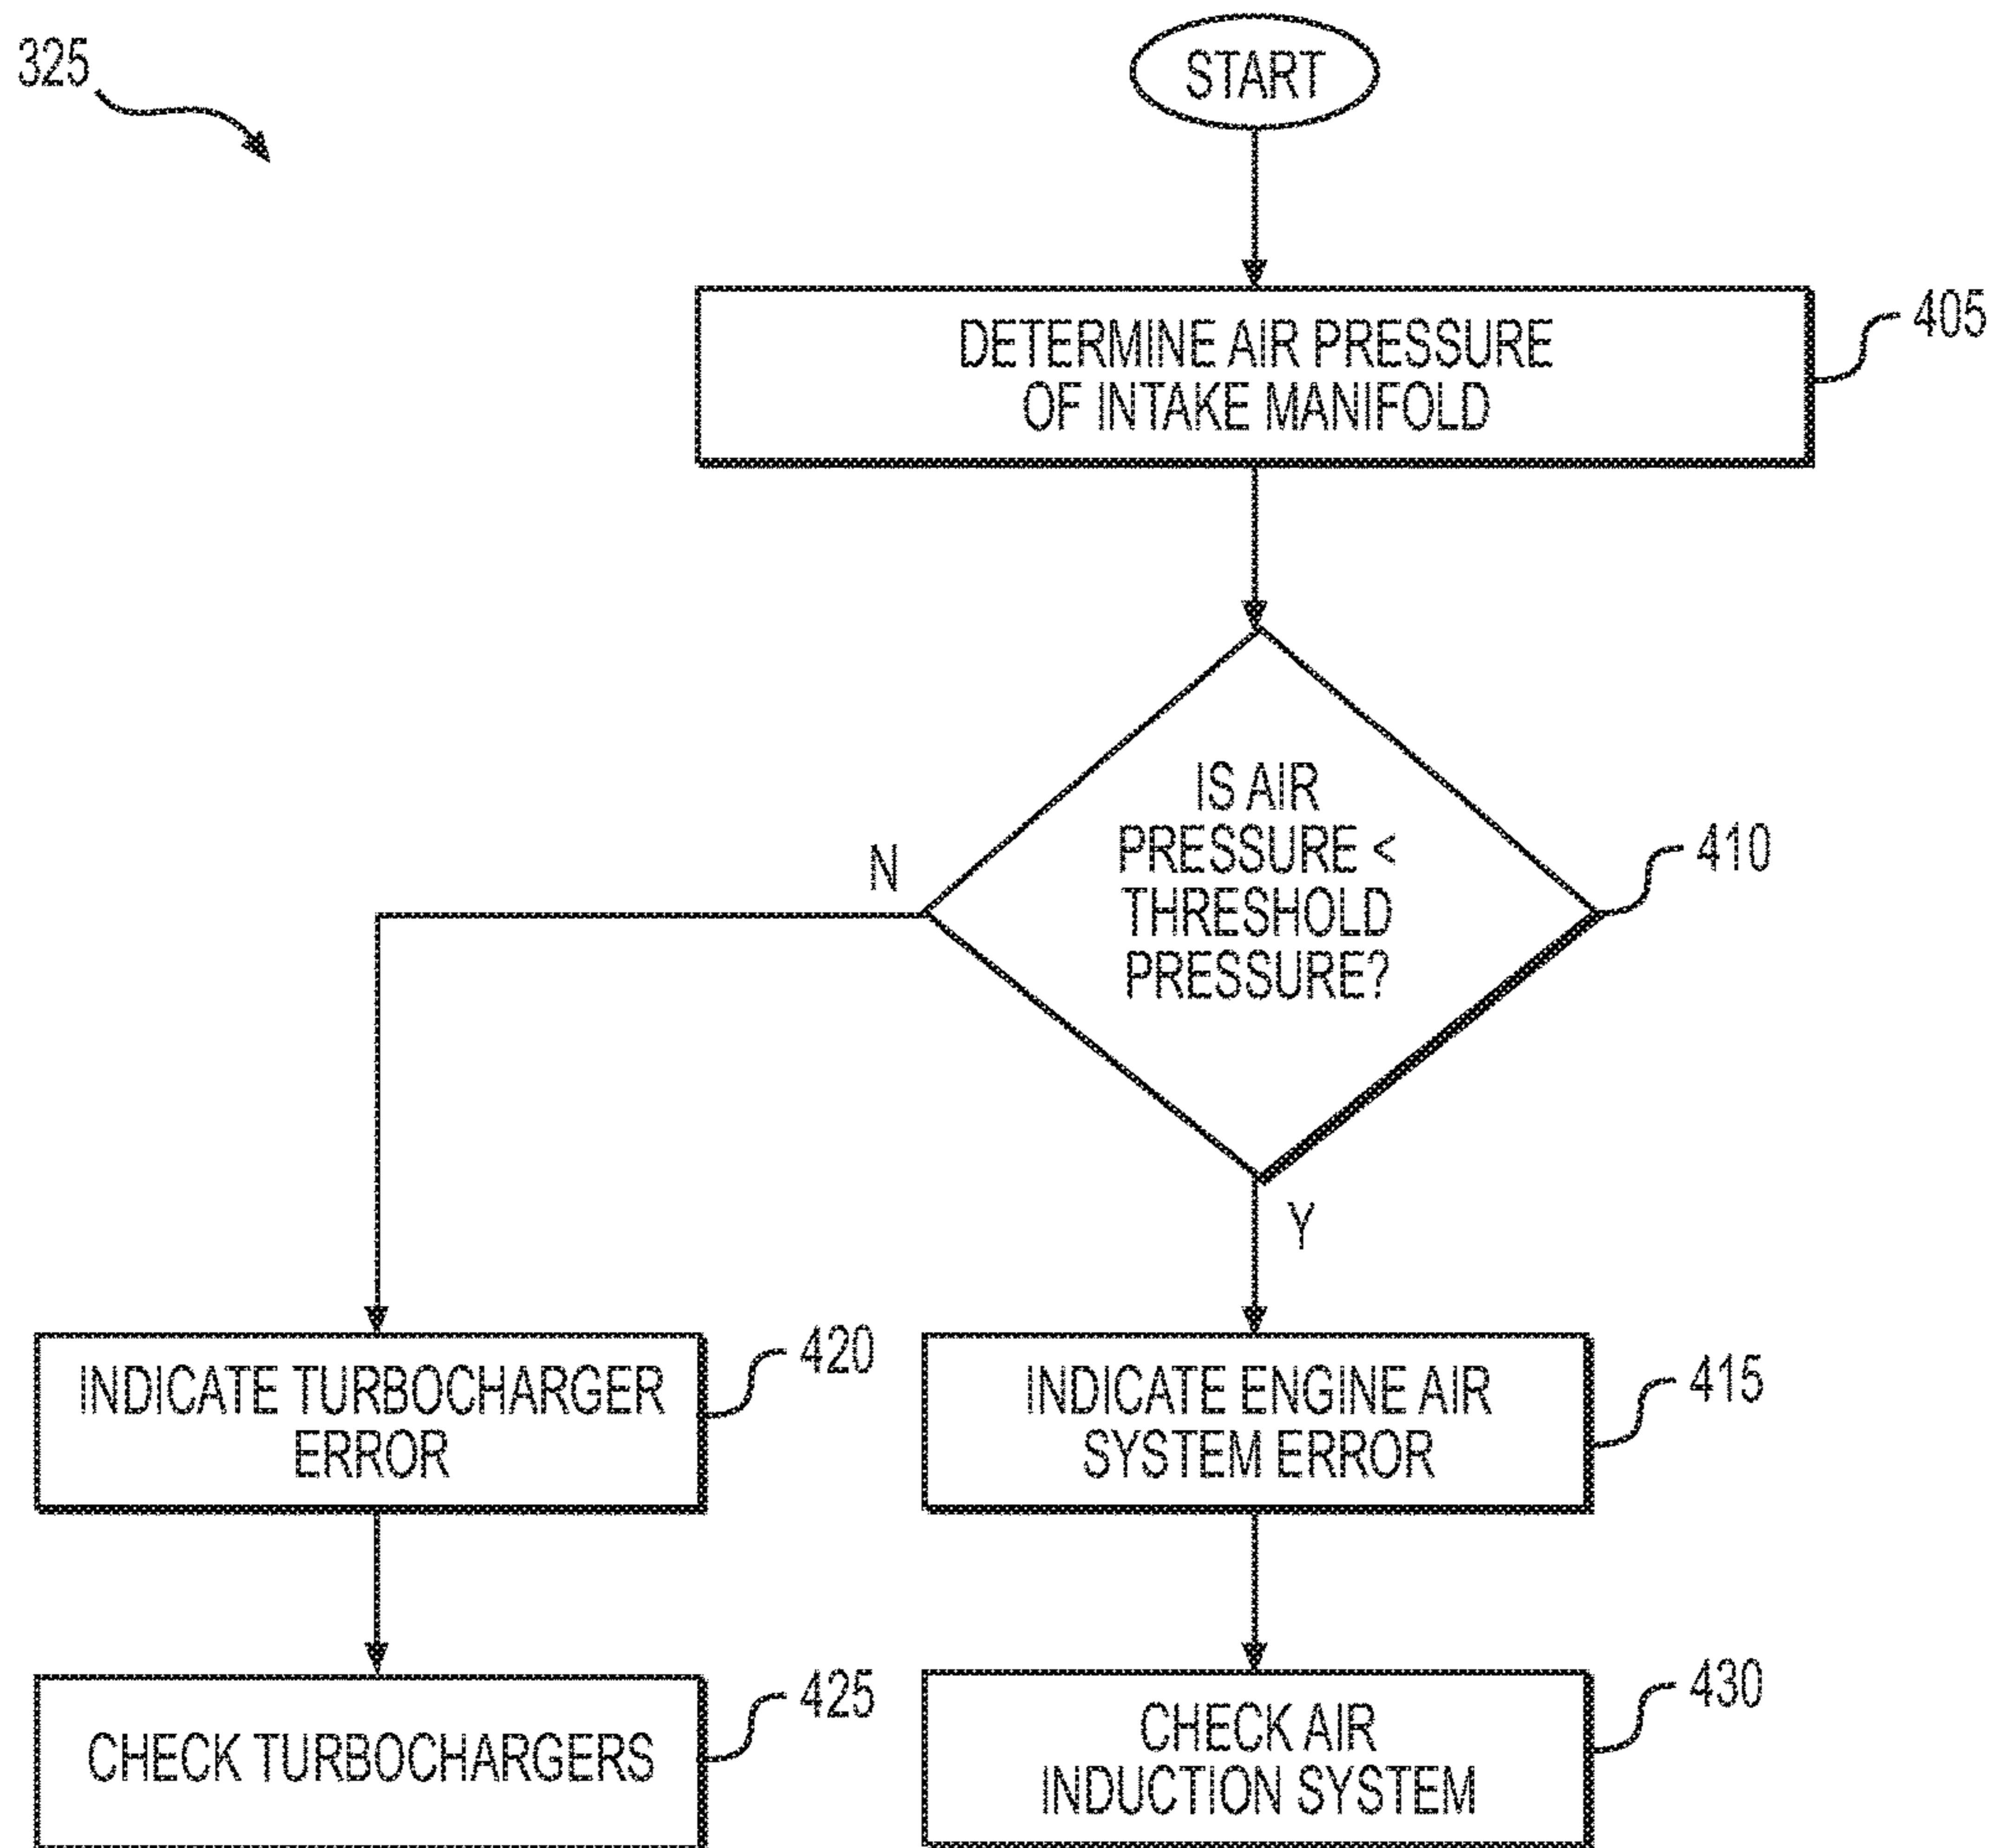 325
START
DETERMINE AIR PRESSURE
OF INTAKE MANIFOLD
405
IS AIR
PRESSURE <
THRESHOLD
PRESSURE?
410
N
Y
INDICATE TURBOCHARGER
ERROR
420
INDICATE ENGINE AIR
SYSTEM ERROR
415
CHECK TURBOCHARGERS
425
CHECK AIR
INDUCTION SYSTEM
430